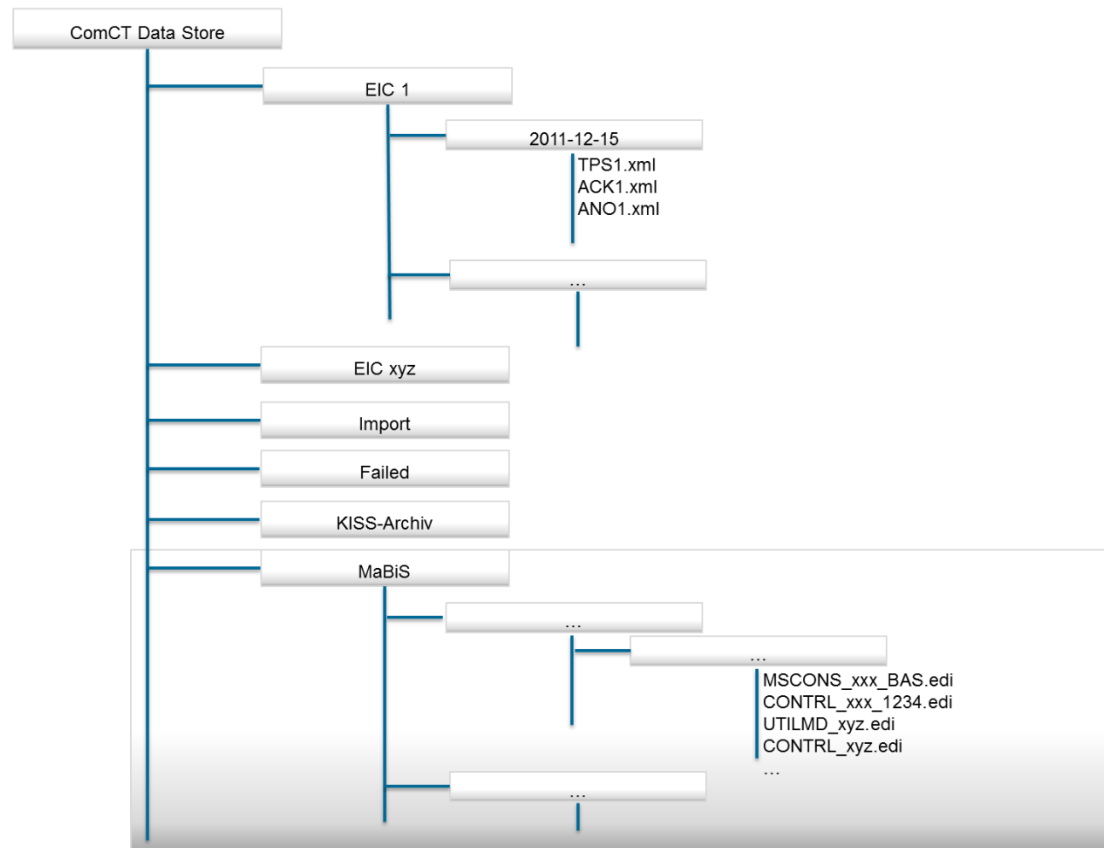 ComCT Data Store
EIC 1
2011-12-15
TPS1.xml
ACK1.xml
ANO1.xml
...
EIC xyz
Import
Failed
KISS-Archiv
MaBiS
...
...
MSCONS_xxx_BAS.edi
CONTRL_xxx_1234.edi
UTILMD_xyz.edi
CONTRL_xyz.edi
...
...